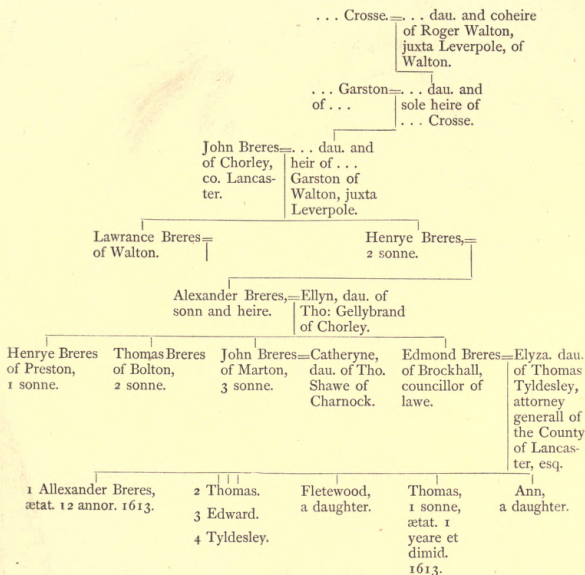 . . . Crosse.=. . . dau. and coheire
of Roger Walton,
juxta Leverpole, of
Walton.
. . . Garston=. . . dau. and
of . . .
sole heire of
. . . Crosse.
John Breres=. . . dau. and
of Chorley,
co. Lancas-
ter.
heir of . . .
Garston of
Walton, juxta
Leverpole.
Lawrance Breres=
of Walton.
Henrye Breres,=
2 sonne.
Alexander Breres,=Ellyn, dau. of
sonn and heire.
Tho: Gellybrand
of Chorley.
Henrye Breres
of Preston,
1 sonne.
Thomas Breres
of Bolton,
2 sonne.
John Breres=Catheryne,
of Marton,
3 sonne.
dau. of Tho.
Shawe of
Charnock.
Edmond Breres=Elyza. dau.
of Brockhall,
councillor of
lawe.
of Thomas
Tyldesley,
attorney
generall of
the County
of Lancas-
ter, esq.
1 Allexander Breres,
ætat. 12 annor. 1613.
2 Thomas.
3 Edward.
4 Tyldesley.
Fletewood,
a daughter.
Thomas,
1 sonne,
ætat. 1
yeare et
dimid.
1613.
Ann,
a daughter.